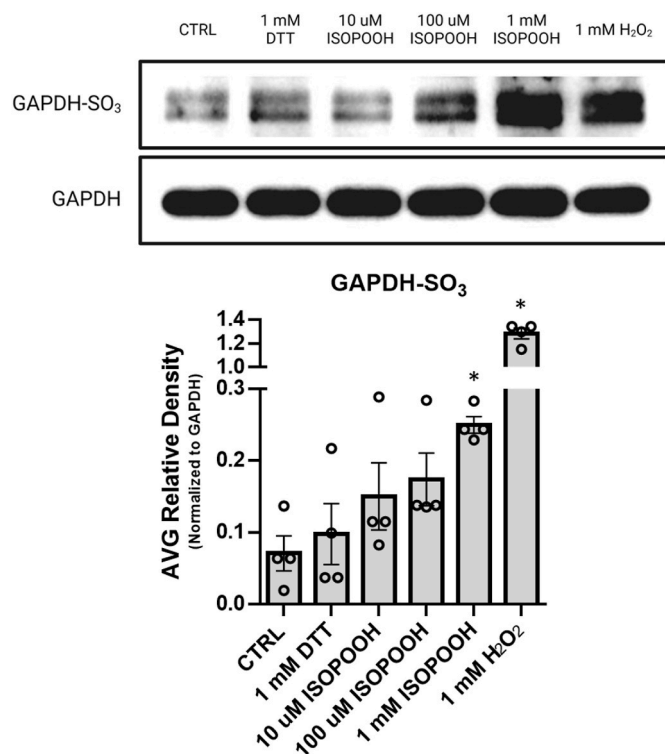 CTRL
1 mM
DTT
10 uM
ISOPOOH
100 uM
ISOPOOH
1 mM
ISOPOOH
1 mM H₂O₂
GAPDH-SO₃
GAPDH
GAPDH-SO₃
AVG Relative Density
(Normalized to GAPDH)
1.4
1.2
1.0
0.3
0.2
0.1
0.0
*
*
CTRL
1 mM DTT
10 uM ISOPOOH
100 uM ISOPOOH
1 mM ISOPOOH
1 mM H₂O₂